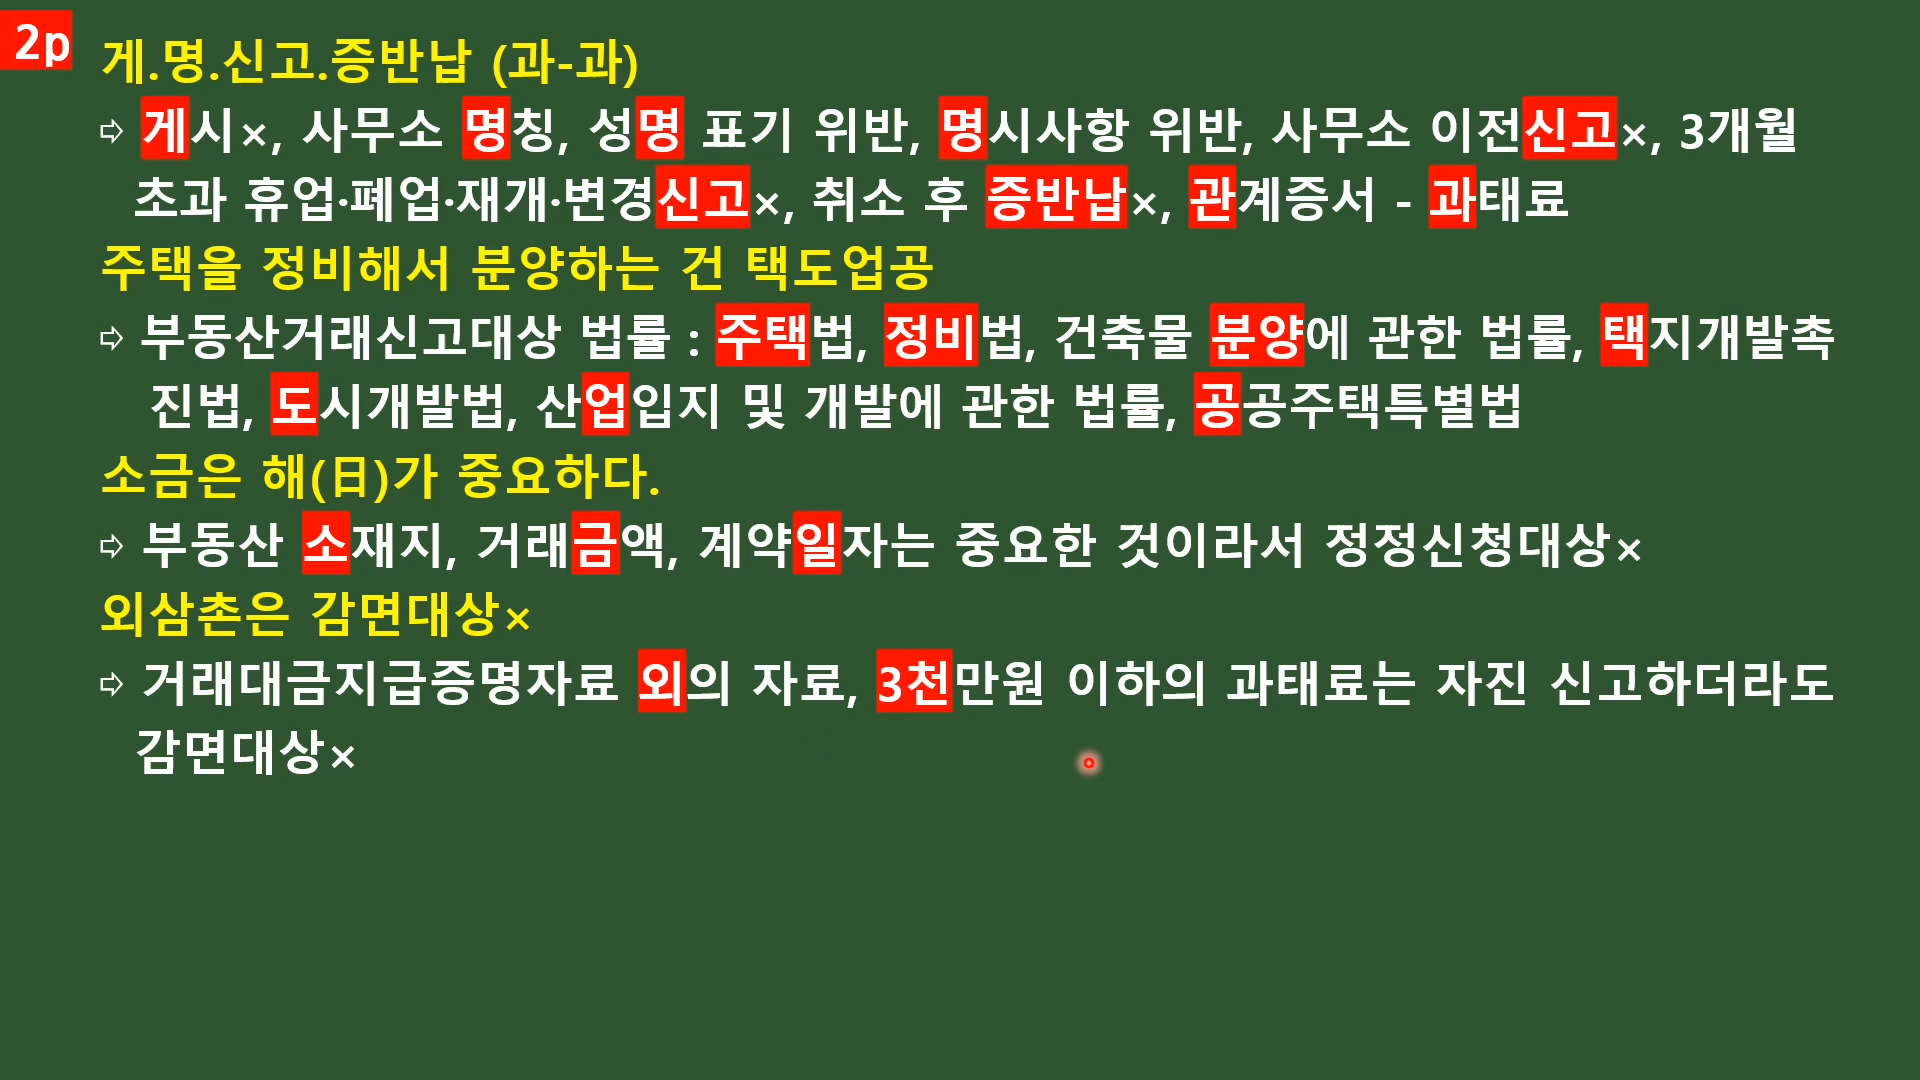 2p
게.명.신고.증반납 (과-과)
⇨ 게시×, 사무소 명칭, 성명 표기 위반, 명시사항 위반, 사무소 이전신고×, 3개월
초과 휴업·폐업·재개·변경신고×, 취소 후 증반납×, 관계증서 - 과태료
주택을 정비해서 분양하는 건 택도업공
⇨ 부동산거래신고대상 법률 : 주택법, 정비법, 건축물 분양에 관한 법률, 택지개발촉
진법, 도시개발법, 산업입지 및 개발에 관한 법률, 공공주택특별법
소금은 해(日)가 중요하다.
⇨ 부동산 소재지, 거래금액, 계약일자는 중요한 것이라서 정정신청대상×
외삼촌은 감면대상×
⇨ 거래대금지급증명자료 외의 자료, 3천만원 이하의 과태료는 자진 신고하더라도
감면대상×